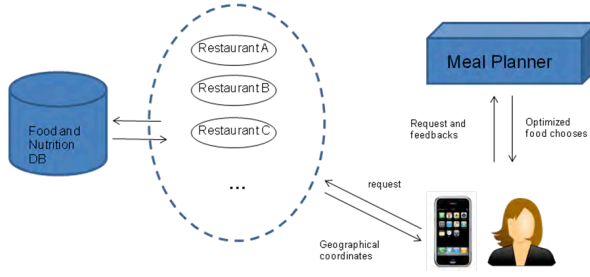 Restaurant A
Restaurant B
Restaurant C
...
Food and
Nutrition
DB
Meal Planner
Request and
feedbacks
Optimized
food chooses
request
Geographical
coordinates